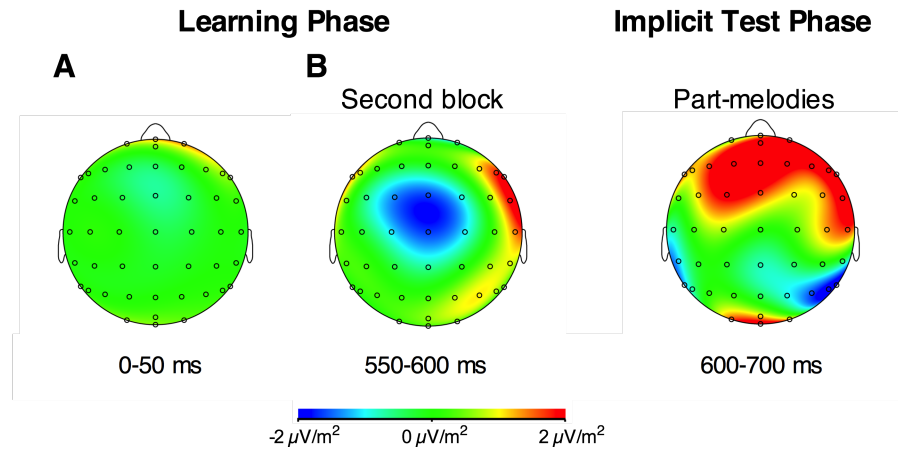 Learning Phase
Implicit Test Phase
A
B
Second block
Part-melodies
0-50 ms
550-600 ms
600-700 ms
-2 µV/m²
0 µV/m²
2 µV/m²